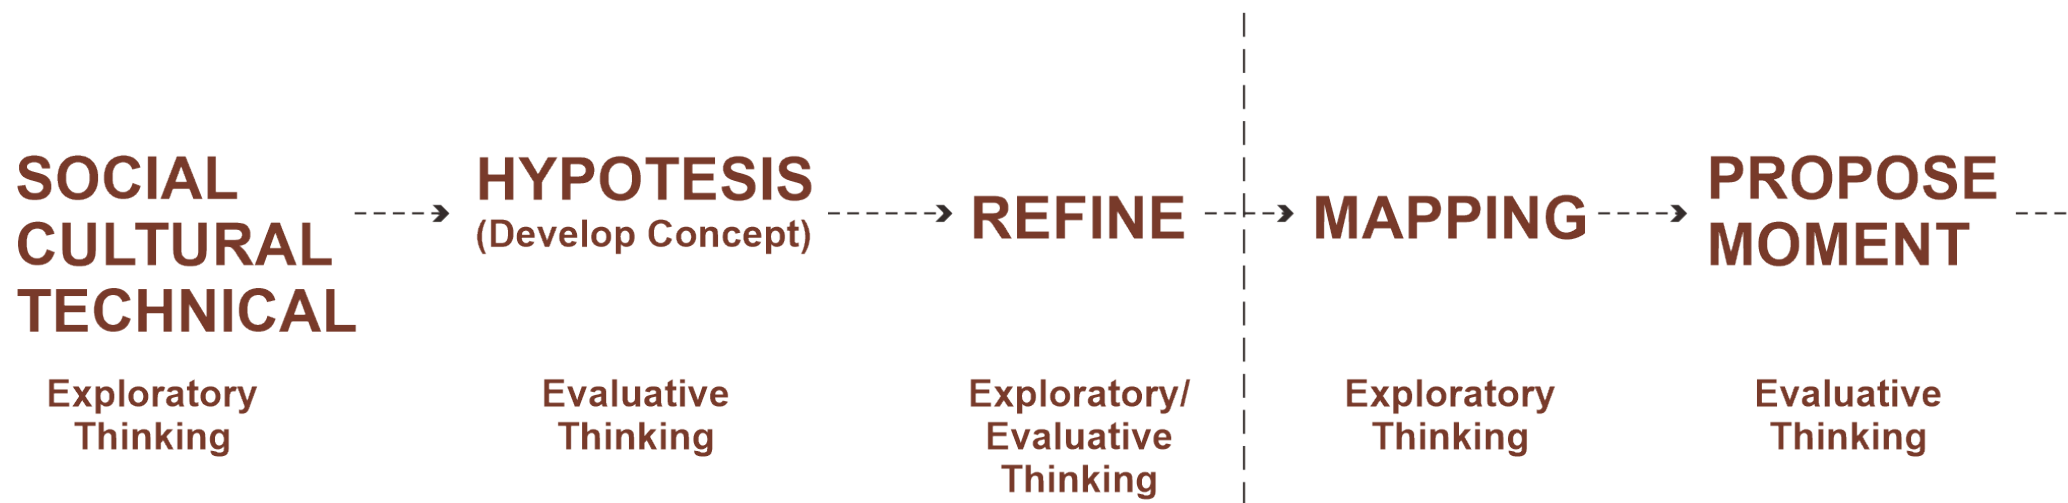 SOCIAL
CULTURAL
TECHNICAL
Exploratory
Thinking
HYPOTESIS
(Develop Concept)
Evaluative
Thinking
REFINE
Exploratory/
Evaluative
Thinking
MAPPING
Exploratory
Thinking
PROPOSE
MOMENT
Evaluative
Thinking